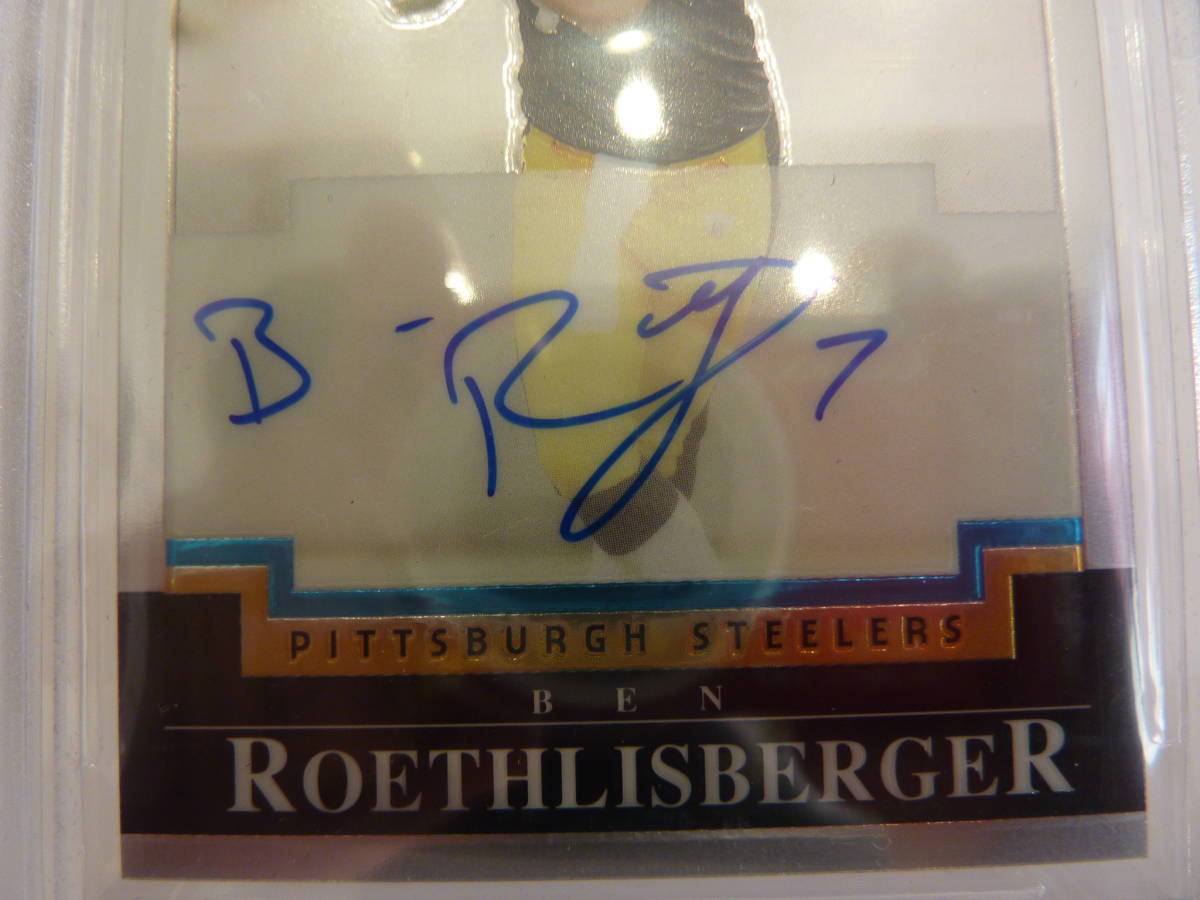 B - R 7
PITTSBURGH STEELERS
BEN
ROETHLISBERGER